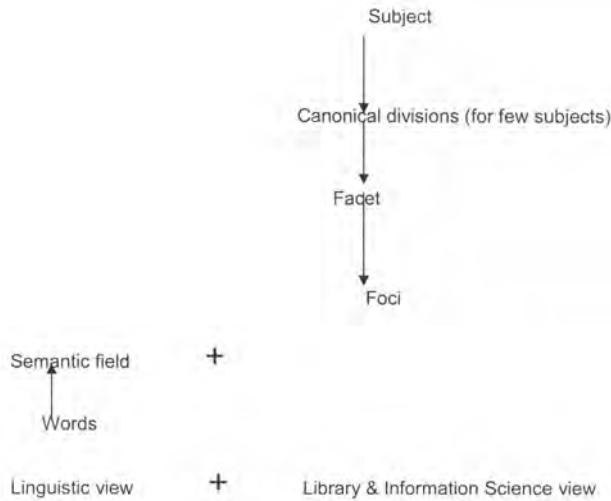 Subject
Canonical divisions (for few subjects)
Facet
Foci
Semantic field +
Words
Linguistic view + Library & Information Science view